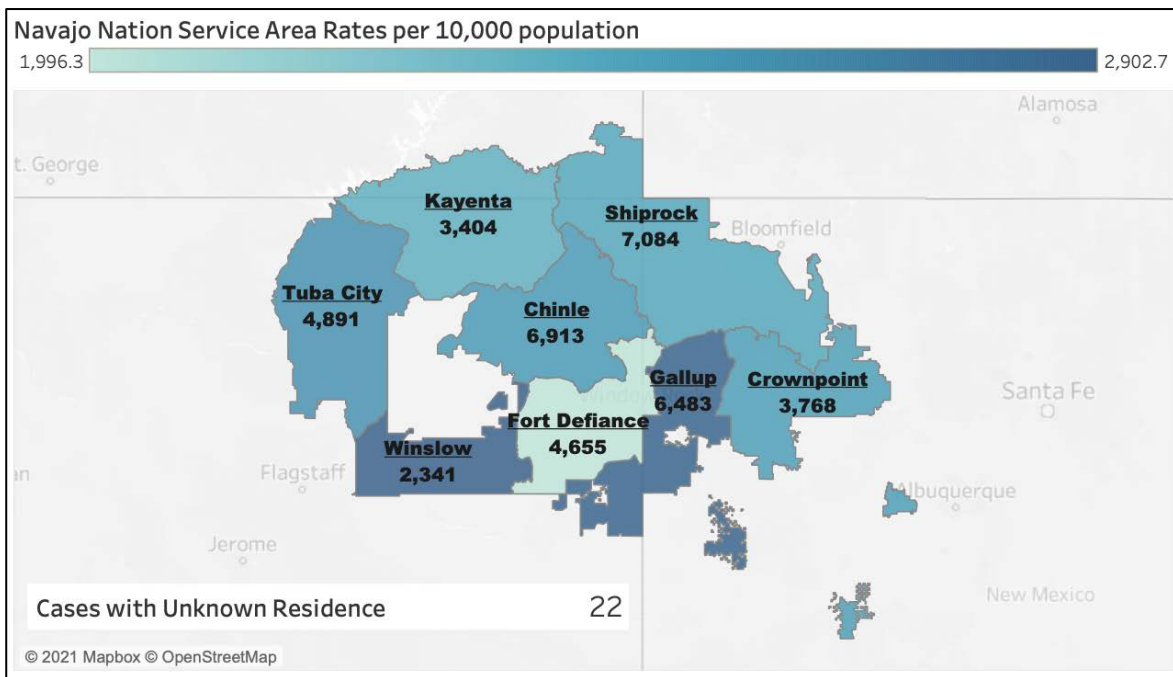 Navajo Nation Service Area Rates per 10,000 population
1,996.3
2,902.7
Alamosa
t. George
Kayenta
3,404
Shiprock
7,084
Bloomfield
Tuba City
4,891
Chinle
6,913
Gallup
6,483
Crownpoint
3,768
Santa Fe
Window
Fort Defiance
4,655
Winslow
2,341
Flagstaff
an
Albuquerque
Jerome
New Mexico
Cases with Unknown Residence 22
© 2021 Mapbox © OpenStreetMap